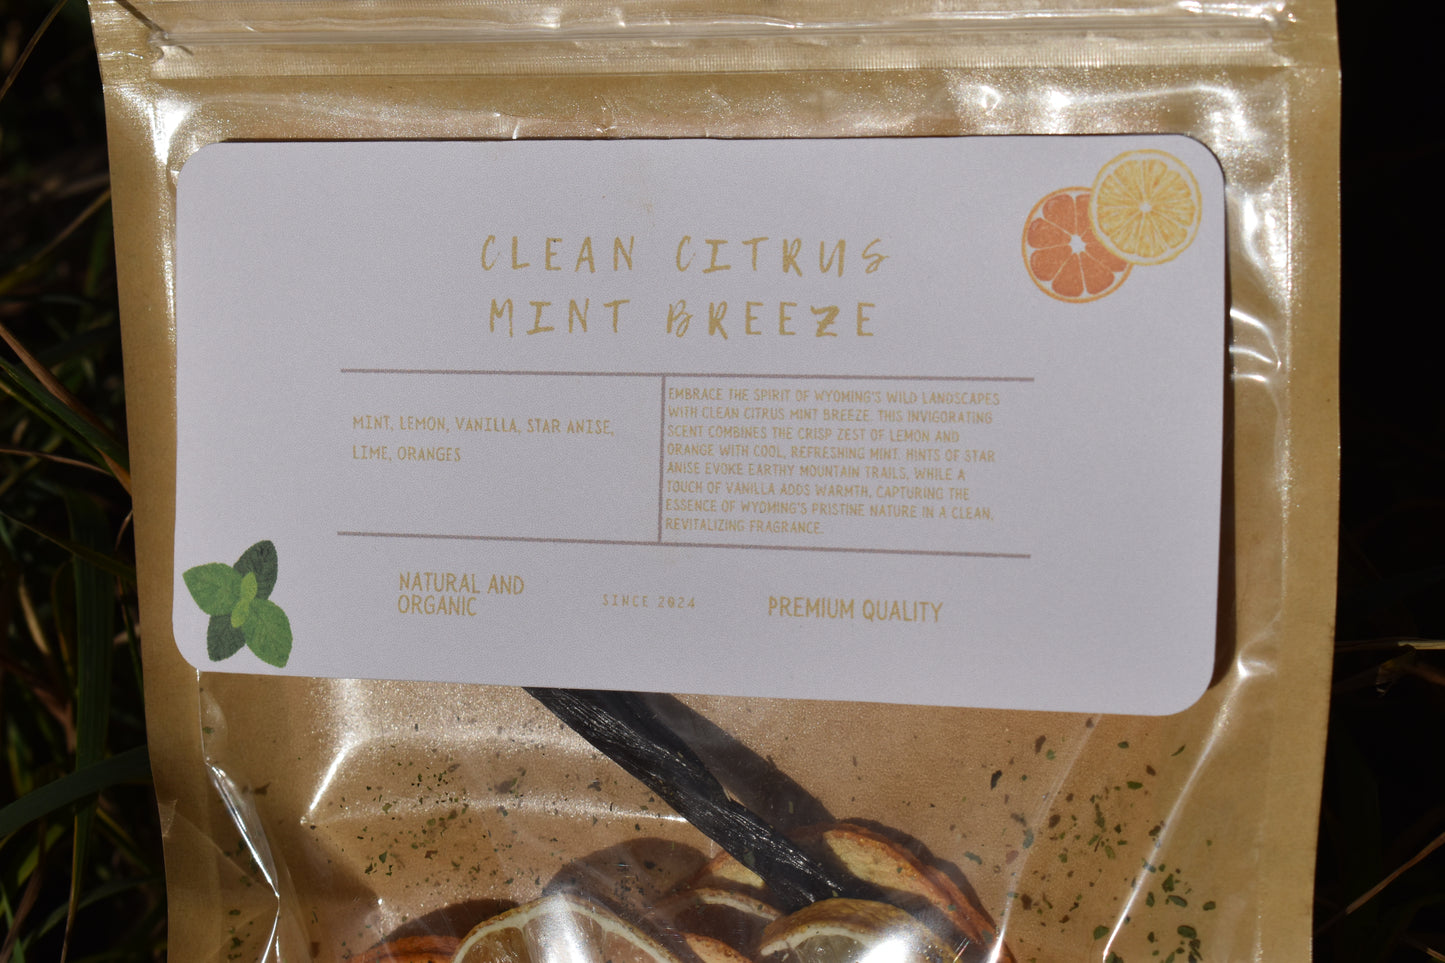 CLEAN CITRUS
MINT BREEZE
MINT, LEMON, VANILLA, STAR ANISE,
LIME, ORANGES
EMBRACE THE SPIRIT OF WYOMING'S WILD LANDSCAPES
WITH CLEAN CITRUS MINT BREEZE. THIS INVIGORATING
SCENT COMBINES THE CRISP ZEST OF LEMON AND
ORANGE WITH COOL, REFRESHING MINT. HINTS OF STAR
ANISE EVOKE EARTHY MOUNTAIN TRAILS, WHILE A
TOUCH OF VANILLA ADDS WARMTH, CAPTURING THE
ESSENCE OF WYOMING'S PRISTINE NATURE IN A CLEAN,
REVITALIZING FRAGRANCE.
NATURAL AND
ORGANIC
SINCE 2024
PREMIUM QUALITY